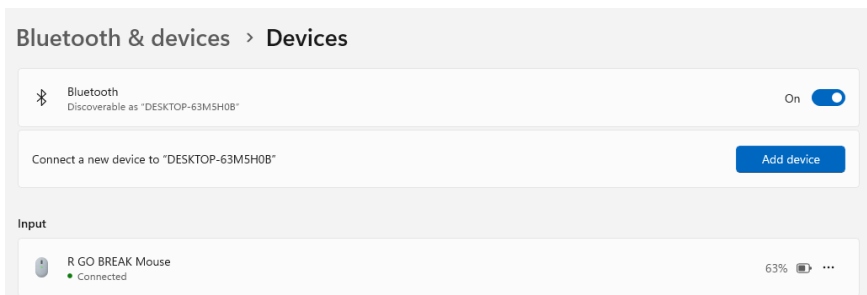 Bluetooth & devices > Devices
Bluetooth
Discoverable as "DESKTOP-63M5H0B"
On
Connect a new device to "DESKTOP-63M5H0B"
Add device
Input
R GO BREAK Mouse
Connected
63%